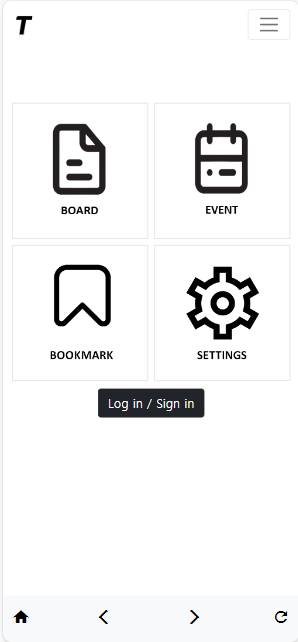 T
BOARD
EVENT
BOOKMARK
SETTINGS
Log in / Sign in